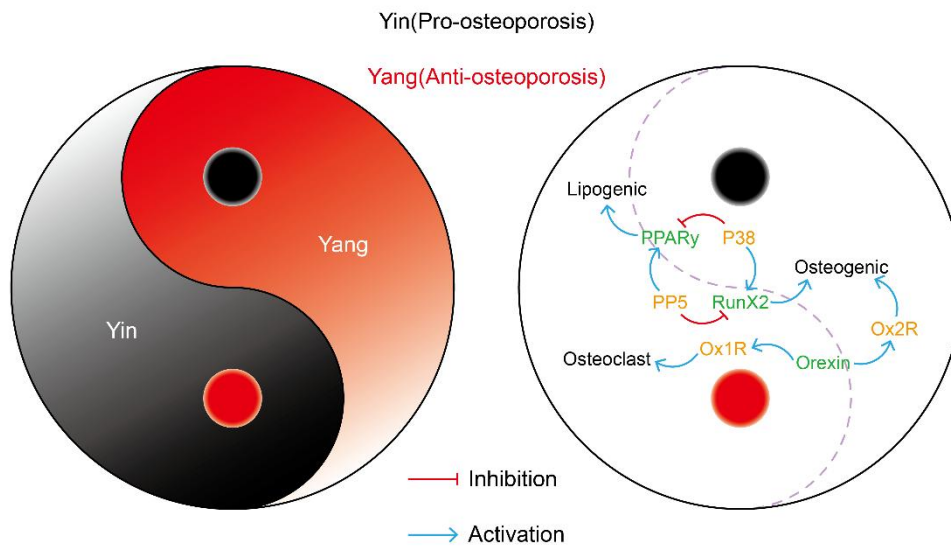 Yin(Pro-osteoporosis)
Yang(Anti-osteoporosis)
Yang
Yin
Lipogenic
PPARy
P38
Osteogenic
PP5
RunX2
Ox2R
Ox1R
Osteoclast
Orexin
Inhibition
Activation